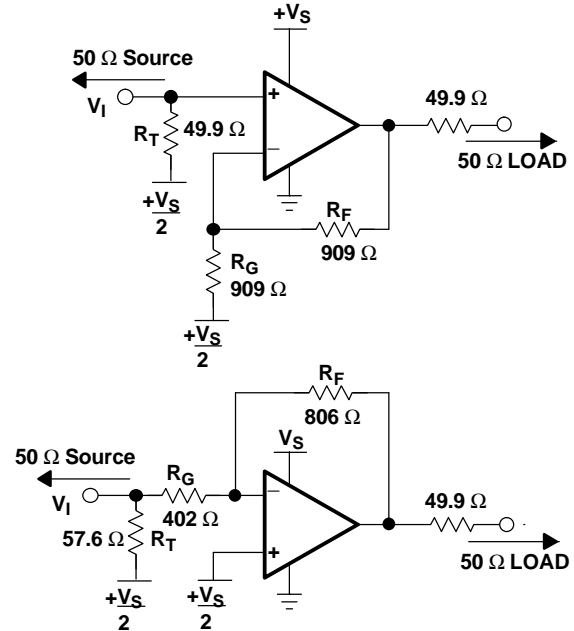 +VS
50 Ω Source
VI
RT
49.9 Ω
+VS
2
+
−
49.9 Ω
50 Ω LOAD
RF
909 Ω
RG
909 Ω
+VS
2
RF
806 Ω
50 Ω Source
VS
VI
RG
402 Ω
57.6 Ω
RT
−
+
49.9 Ω
50 Ω LOAD
+VS
2
+VS
2